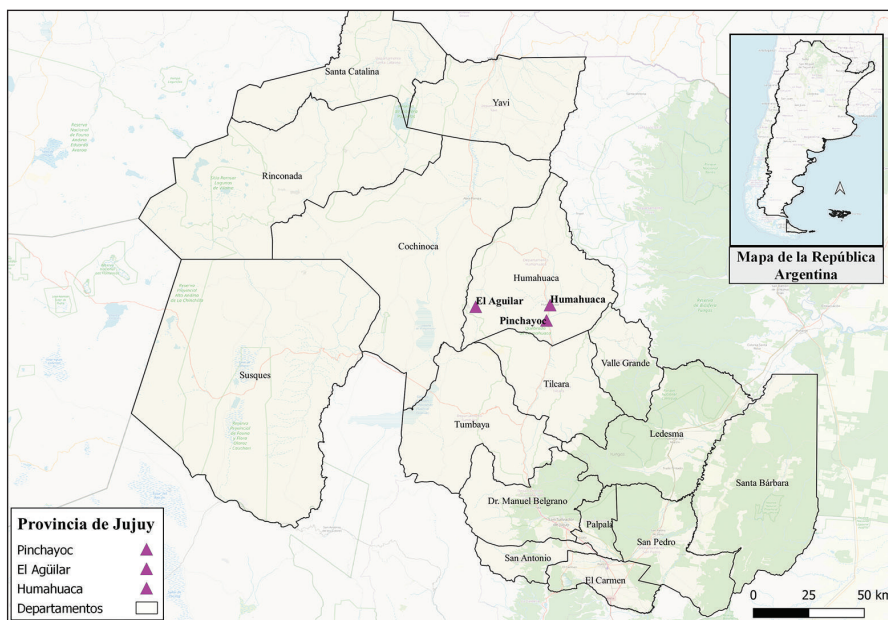 Santa Catalina
Yavi
Rinconada
Cochinoca
Humahuaca
El Aguilar
Humahuaca
Pinchayoc
Valle Grande
Susques
Tilcara
Tumbaya
Ledesma
Santa Bárbara
Dr. Manuel Belgrano
Palpala
San Pedro
San Antonio
El Carmen
Mapa de la República
Argentina
Provincia de Jujuy
Pinchayoc
El Agüilar
Humahuaca
Departamentos
0 25 50 km